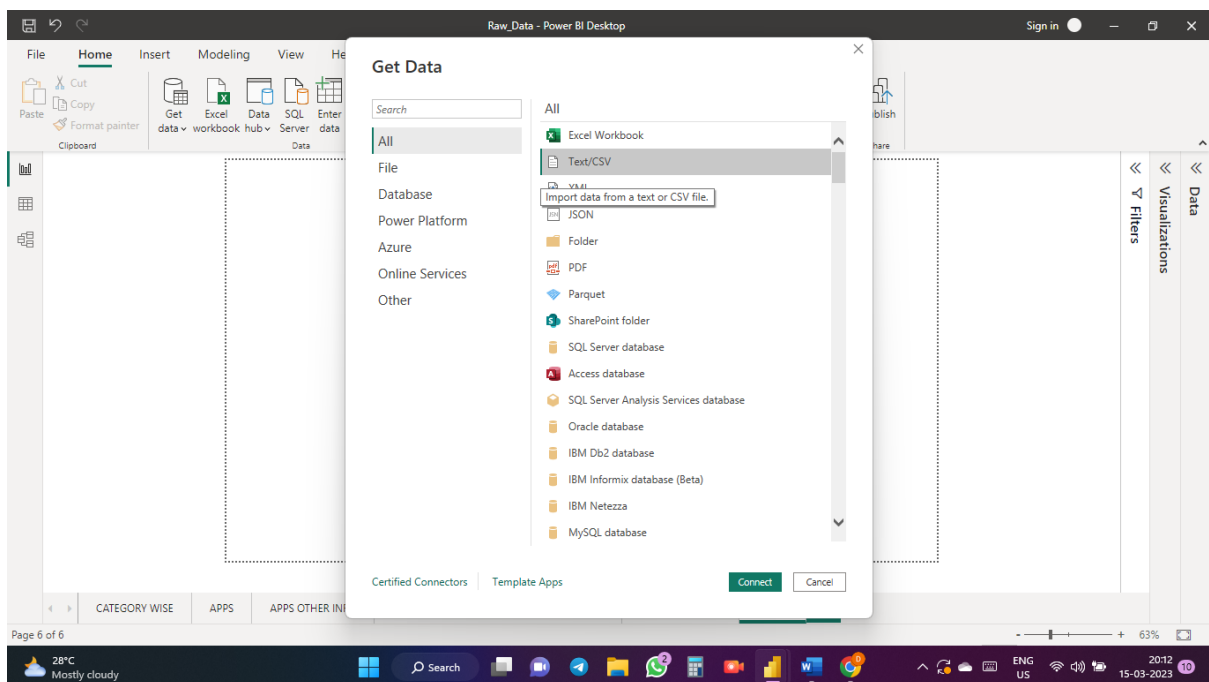 Raw_Data - Power BI Desktop
Sign in
File Home Insert Modeling View He
Paste
Cut
Copy
Format painter
Clipboard
Get data
Excel workbook
Data hub
SQL Server
Enter data
Data
blish
hare
Get Data
Search
All
File
Database
Power Platform
Azure
Online Services
Other
All
Excel Workbook
Text/CSV
Import data from a text or CSV file.
JSON
Folder
PDF
Parquet
SharePoint folder
SQL Server database
Access database
SQL Server Analysis Services database
Oracle database
IBM Db2 database
IBM Informix database (Beta)
IBM Netezza
MySQL database
Certified Connectors
Template Apps
Connect
Cancel
Filters
Visualizations
Data
CATEGORY WISE APPS APPS OTHER INF
Page 6 of 6
63%
28°C
Mostly cloudy
Search
2
ENG
US
20:12
15-03-2023
10